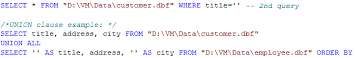 SELECT * FROM "D:\VM\Data\customer.dbf" WHERE title='' -- 2nd query
/*UNION clause example: */
SELECT title, address, city FROM "D:\VM\Data\customer.dbf"
UNION ALL
SELECT '' AS title, address, '' AS city FROM "D:\VM\Data\employee.dbf" ORDER BY